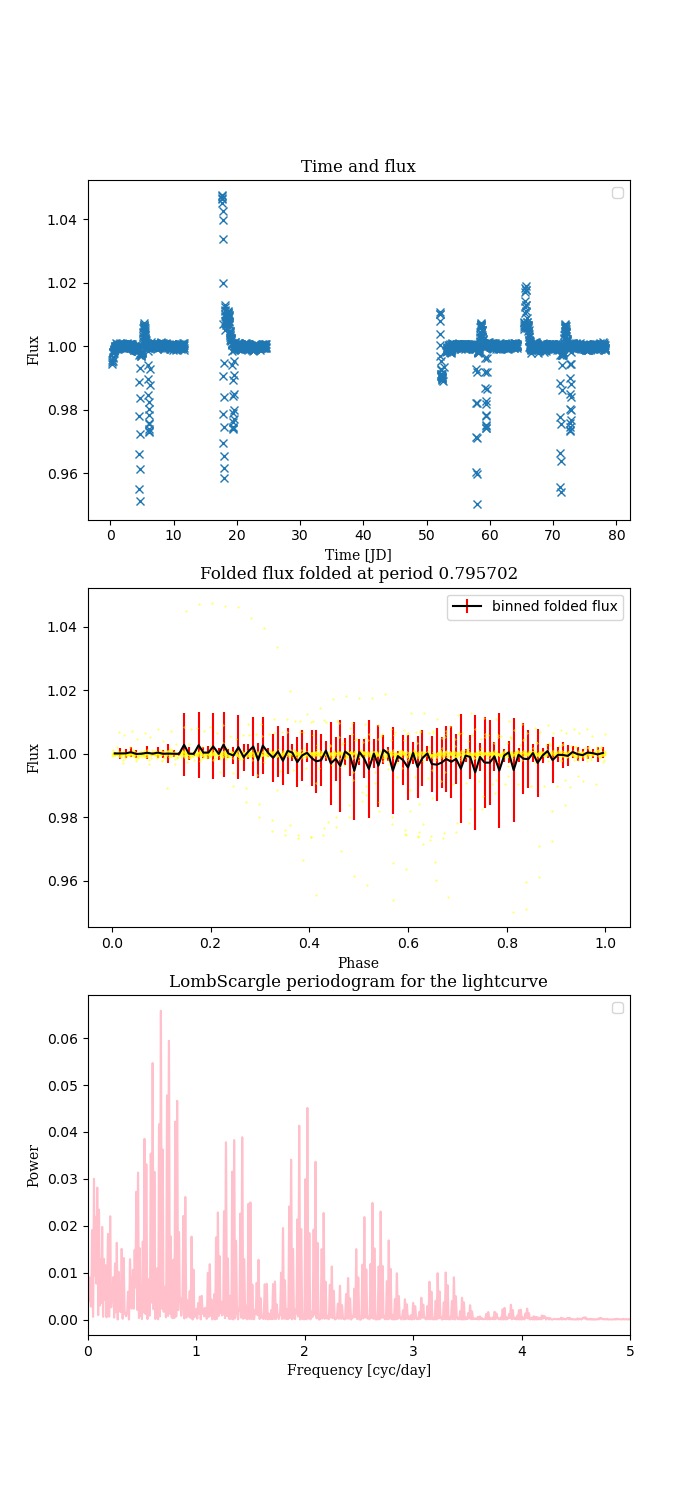 Time and flux
1.04
1.02
1.00
0.98
0.96
Flux
0 10 20 30 40 50 60 70 80
Time [JD]
Folded flux folded at period 0.795702
binned folded flux
1.04
1.02
1.00
0.98
0.96
Flux
0.0 0.2 0.4 0.6 0.8 1.0
Phase
LombScargle periodogram for the lightcurve
0.06
0.05
0.04
0.03
0.02
0.01
0.00
Power
0 1 2 3 4 5
Frequency [cyc/day]